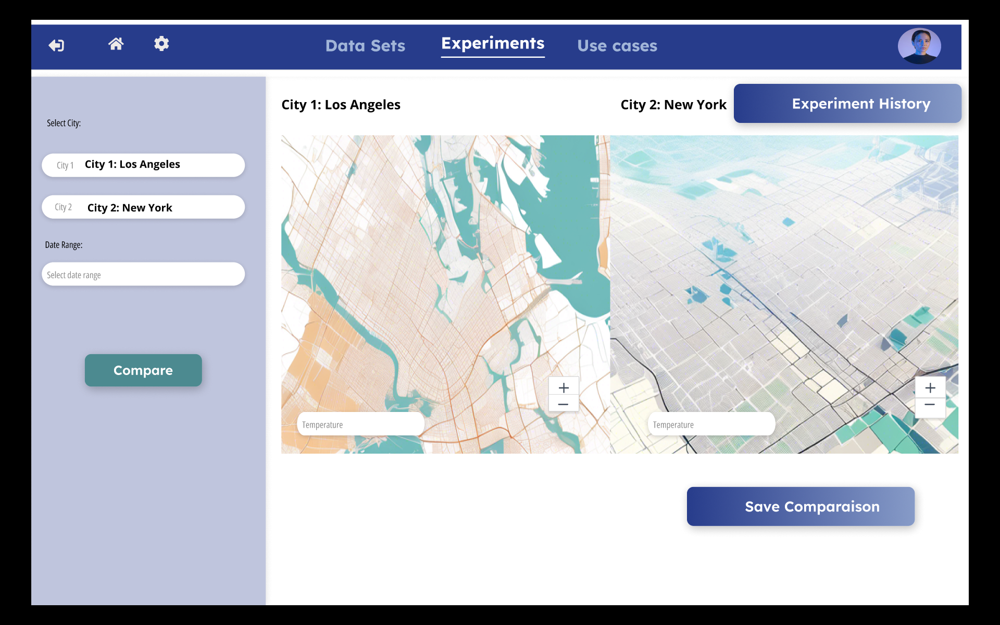 Data Sets
Experiments
Use cases
City 1: Los Angeles
City 2: New York
Experiment History
Select City:
City 1
City 1: Los Angeles
City 2
City 2: New York
Date Range:
Select date range
Compare
+
−
+
−
Temperature
Temperature
Save Comparaison